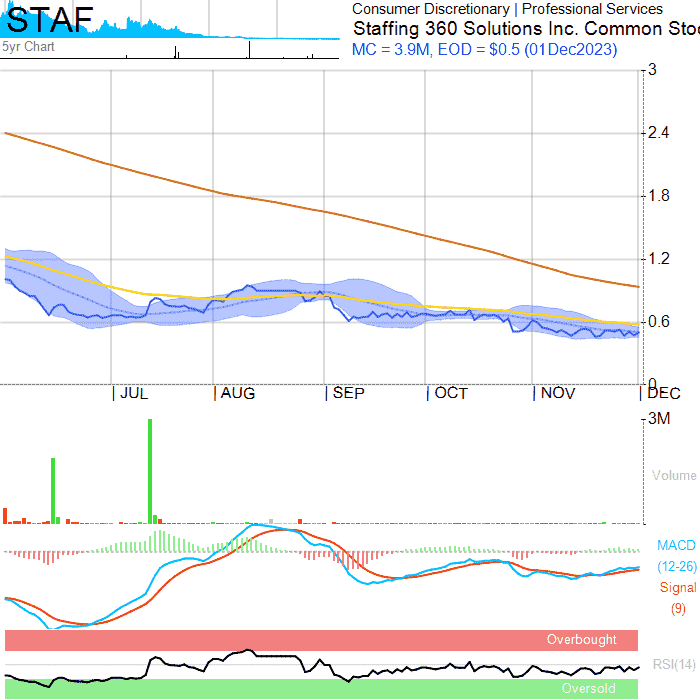 STAF
5yr Chart
Consumer Discretionary | Professional Services
Staffing 360 Solutions Inc. Common Stoc
MC = 3.9M, EOD = $0.5 (01Dec2023)
3
2.4
1.8
1.2
0.6
0
JUL
AUG
SEP
OCT
NOV
DEC
3M
Volume
MACD
(12-26)
Signal
(9)
Overbought
RSI(14)
Oversold